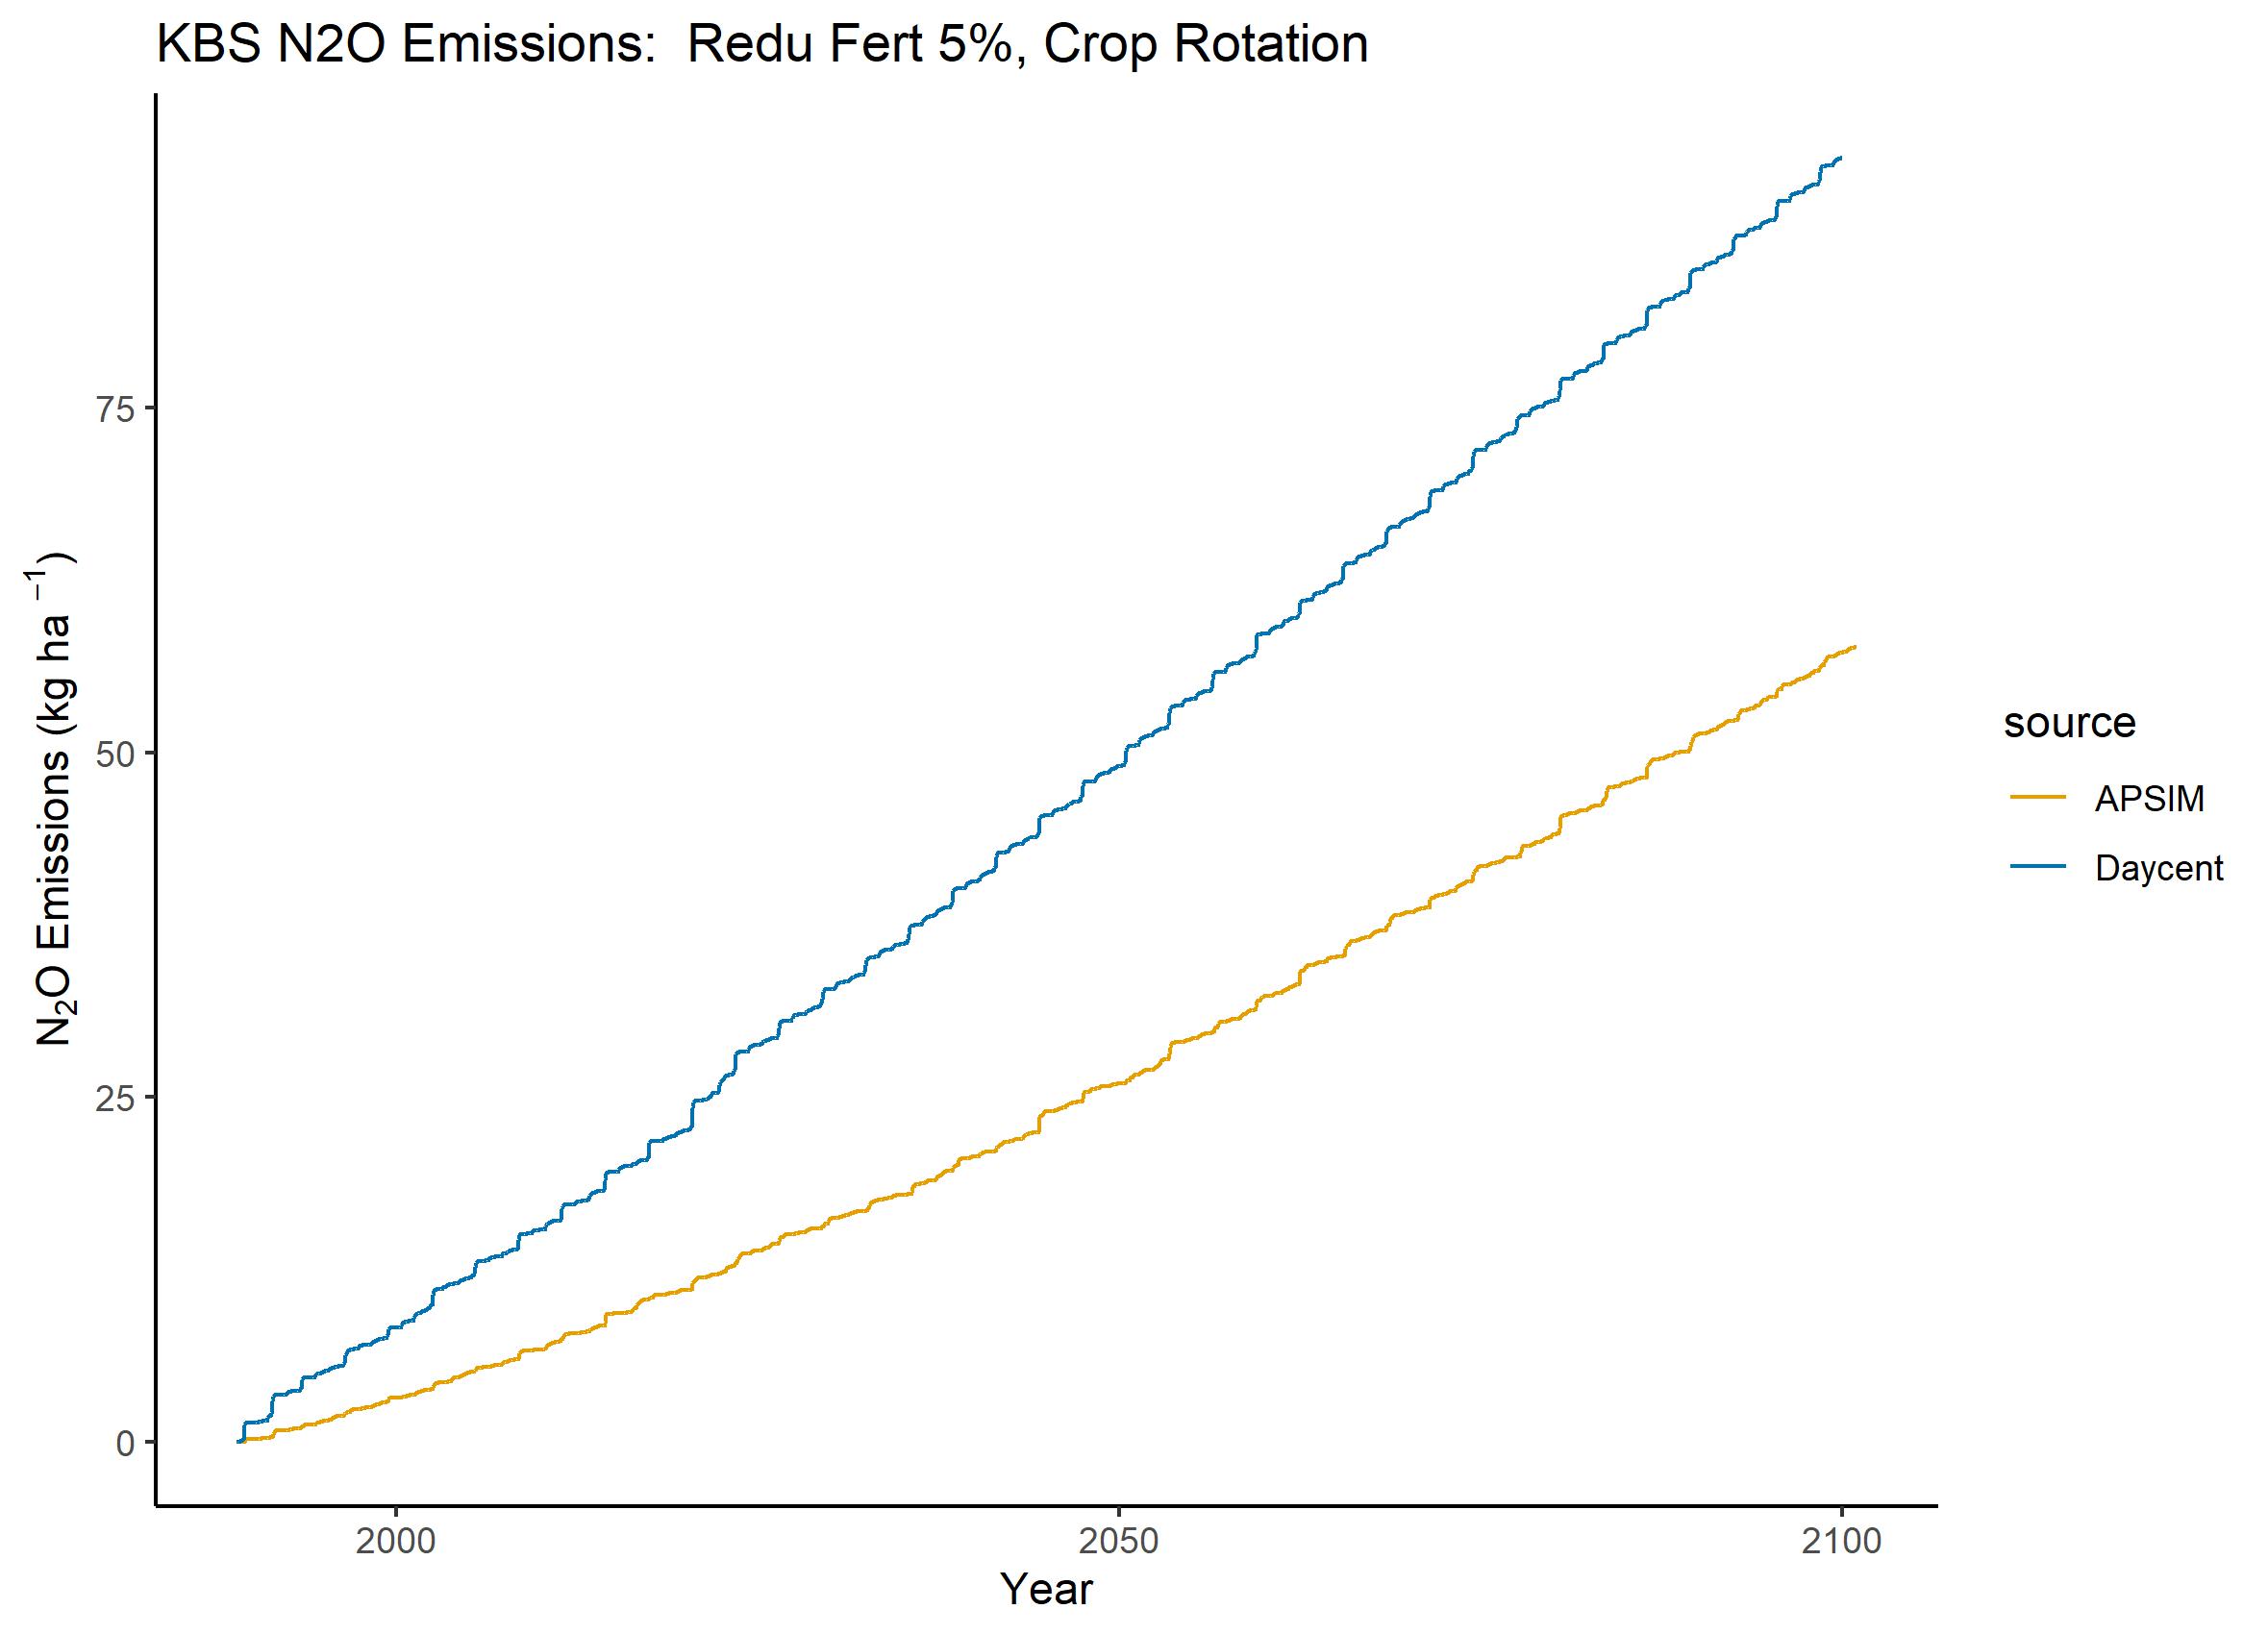 KBS N2O Emissions:  Redu Fert 5%, Crop Rotation
N₂O Emissions (kg ha ⁻¹)
75
50
25
0
2000
2050
2100
Year
source
APSIM
Daycent